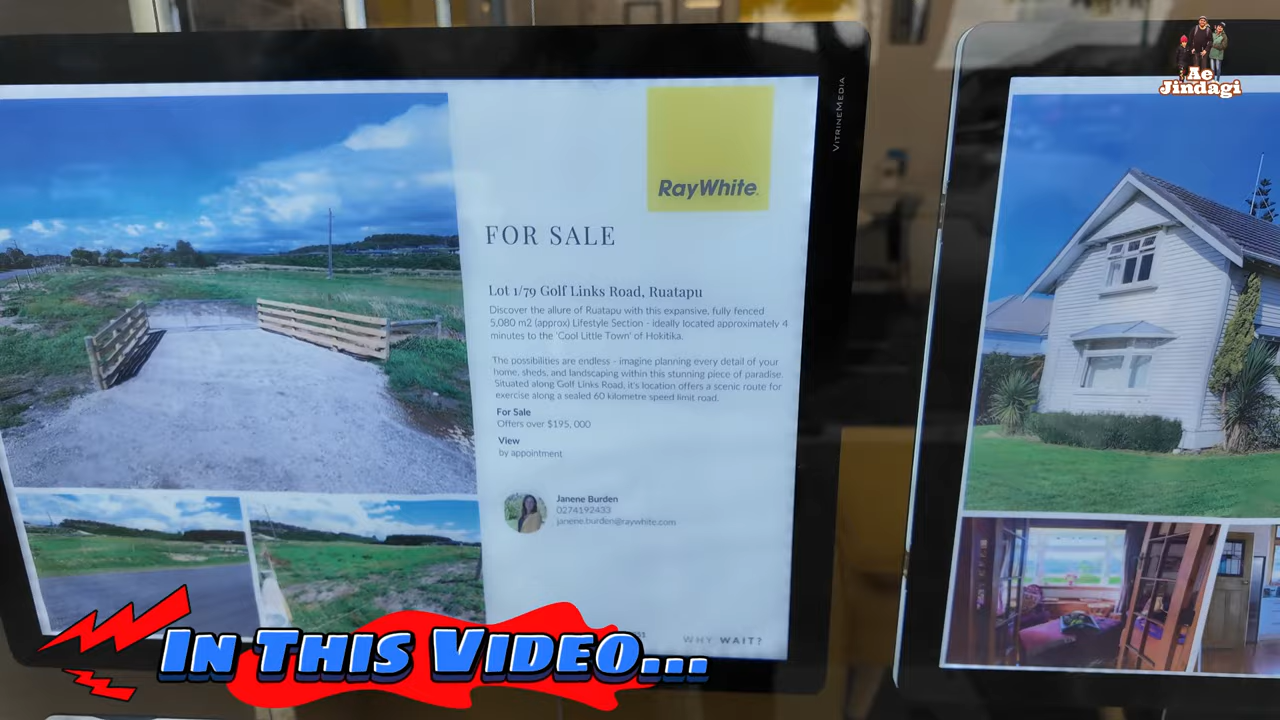 Ae
Jindagi
VITRINEMEDIA
RayWhite.
FOR SALE
Lot 1/79 Golf Links Road, Ruatapu
Discover the allure of Ruatapu with this expansive, fully fenced
5,080 m2 (approx) Lifestyle Section - ideally located approximately 4
minutes to the 'Cool Little Town' of Hokitika.
The possibilities are endless - imagine planning every detail of your
home, sheds, and landscaping within this stunning piece of paradise.
Situated along Golf Links Road, it's location offers a scenic route for
exercise along a sealed 60 kilometre speed limit road.
For Sale
Offers over $195, 000
View
by appointment
Janene Burden
0274192433
janene.burden@raywhite.com
WHY WAIT?
IN THIS VIDEO...